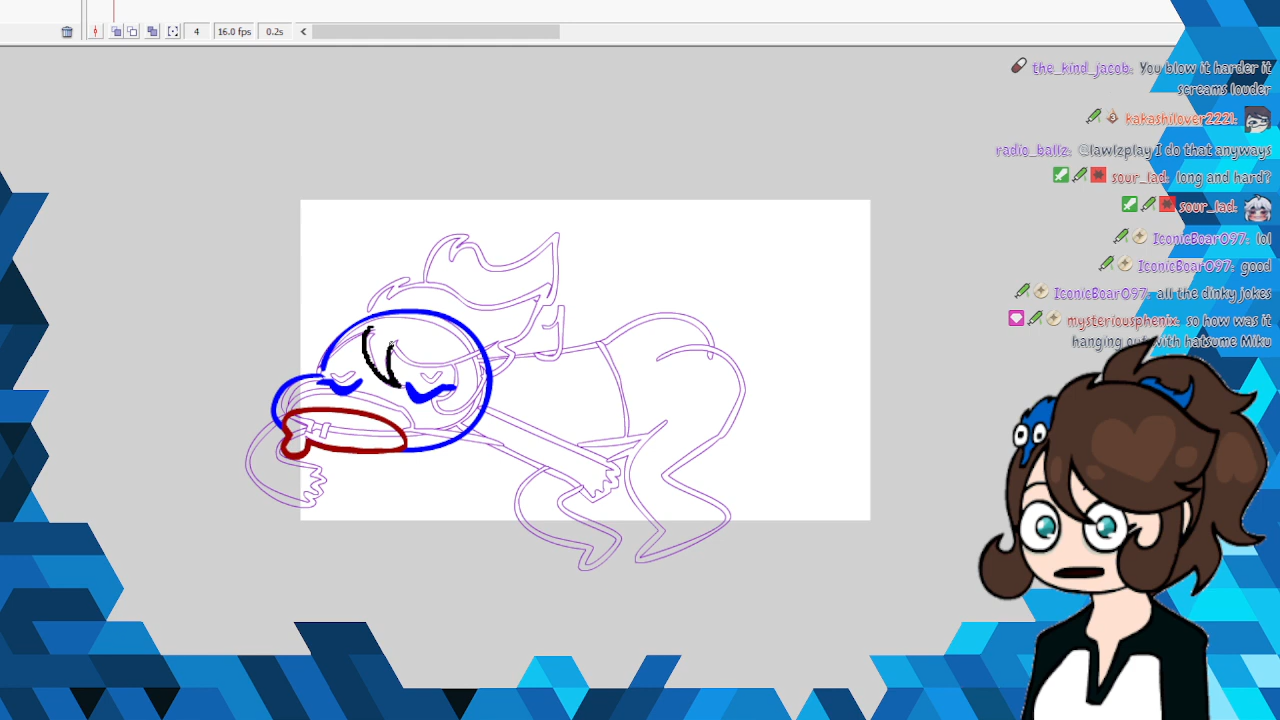 4 16.0 fps 0.2s
the_kind_jacob: You blow it harder it
screams louder
kakashilover222l:
radio_ballz: @lawlzplay I do that anyways
sour_lad: long and hard?
sour_lad:
IconicBoar097: lol
IconicBoar097: good
IconicBoar097: all the dinky jokes
mysteriousphenix: so how was it
hanging out with hatsume Miku